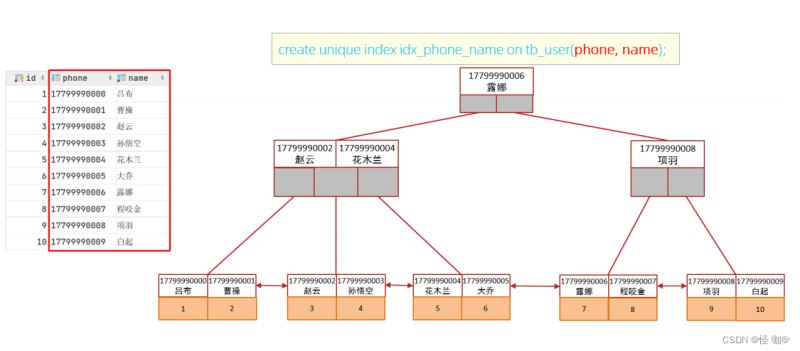 create unique index idx_phone_name on tb_user(phone, name);
id phone name
1 17799990000 吕布
2 17799990001 曹操
3 17799990002 赵云
4 17799990003 孙悟空
5 17799990004 花木兰
6 17799990005 大乔
7 17799990006 露娜
8 17799990007 程咬金
9 17799990008 项羽
10 17799990009 白起
17799990006
露娜
17799990002 17799990004
赵云 花木兰
17799990008
项羽
17799990000 17799990001 17799990002 17799990003 17799990004 17799990005 17799990006 17799990007 17799990008 17799990009
吕布 曹操 赵云 孙悟空 花木兰 大乔 露娜 程咬金 项羽 白起
1 2 3 4 5 6 7 8 9 10
CSDN @怪 咖@